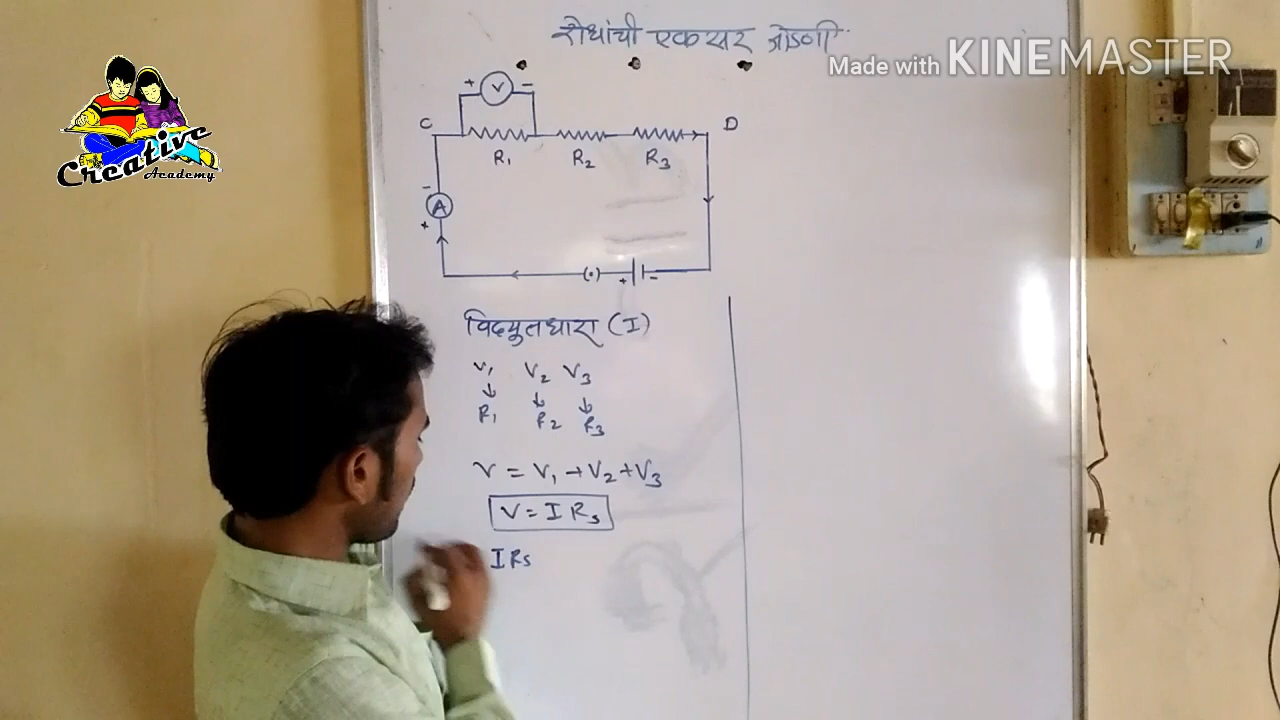 रोधांची एकसर जोडणी
Made with KINEMASTER
Creative
Academy
+ V -
C D
R₁ R₂ R₃
-
A
+
(•) + -
विद्युतधारा (I)
V₁ V₂ V₃
↓ ↓ ↓
R₁ R₂ R₃
V = V₁ + V₂ + V₃
V = I Rs
I Rs